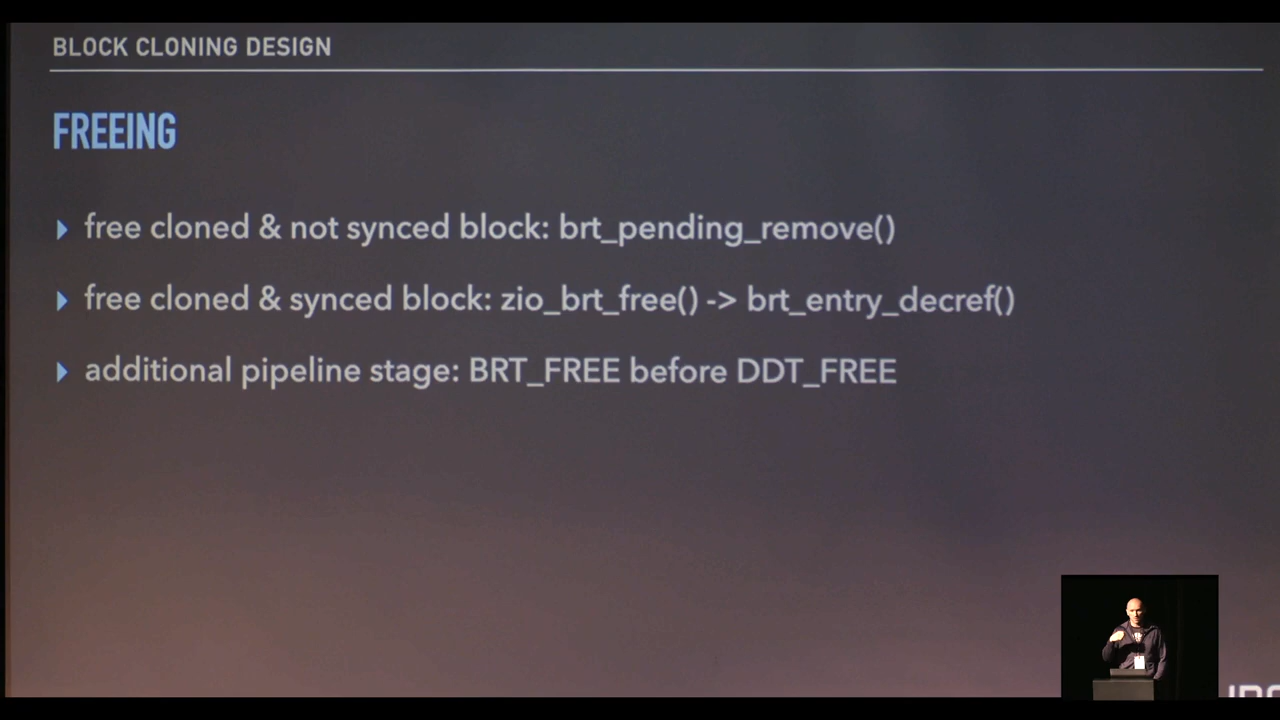 BLOCK CLONING DESIGN
FREEING
free cloned & not synced block: brt_pending_remove()
free cloned & synced block: zio_brt_free() -> brt_entry_decref()
additional pipeline stage: BRT_FREE before DDT_FREE